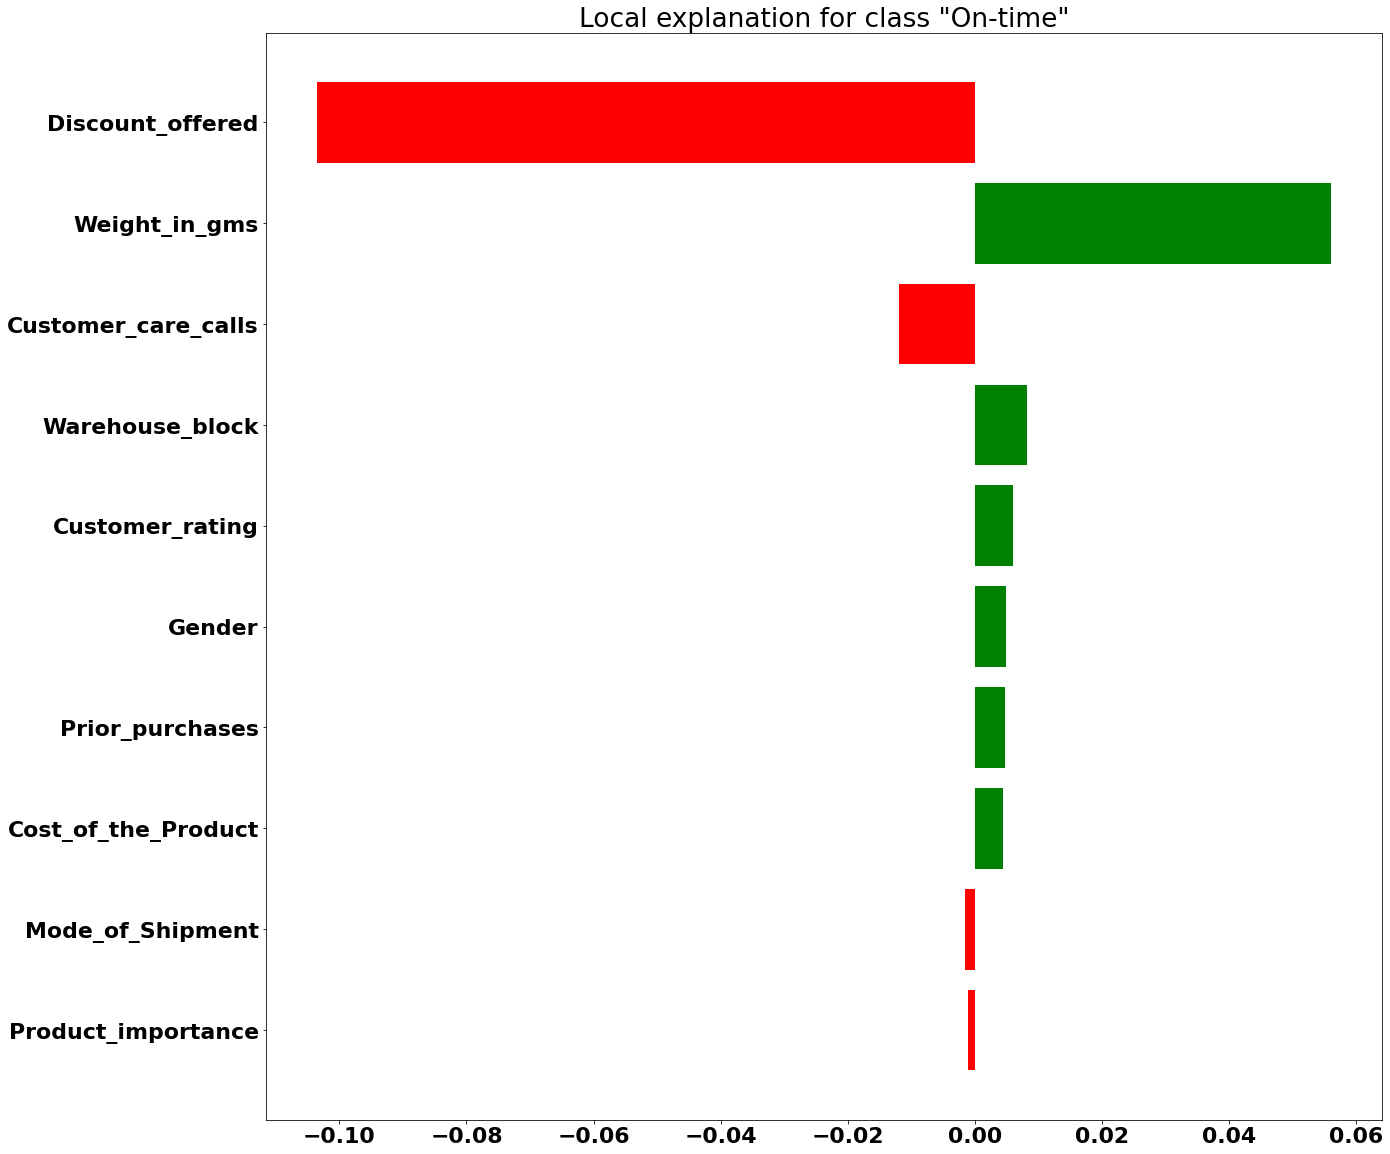 Local explanation for class "On-time"
Discount_offered
Weight_in_gms
Customer_care_calls
Warehouse_block
Customer_rating
Gender
Prior_purchases
Cost_of_the_Product
Mode_of_Shipment
Product_importance
−0.10 −0.08 −0.06 −0.04 −0.02 0.00 0.02 0.04 0.06